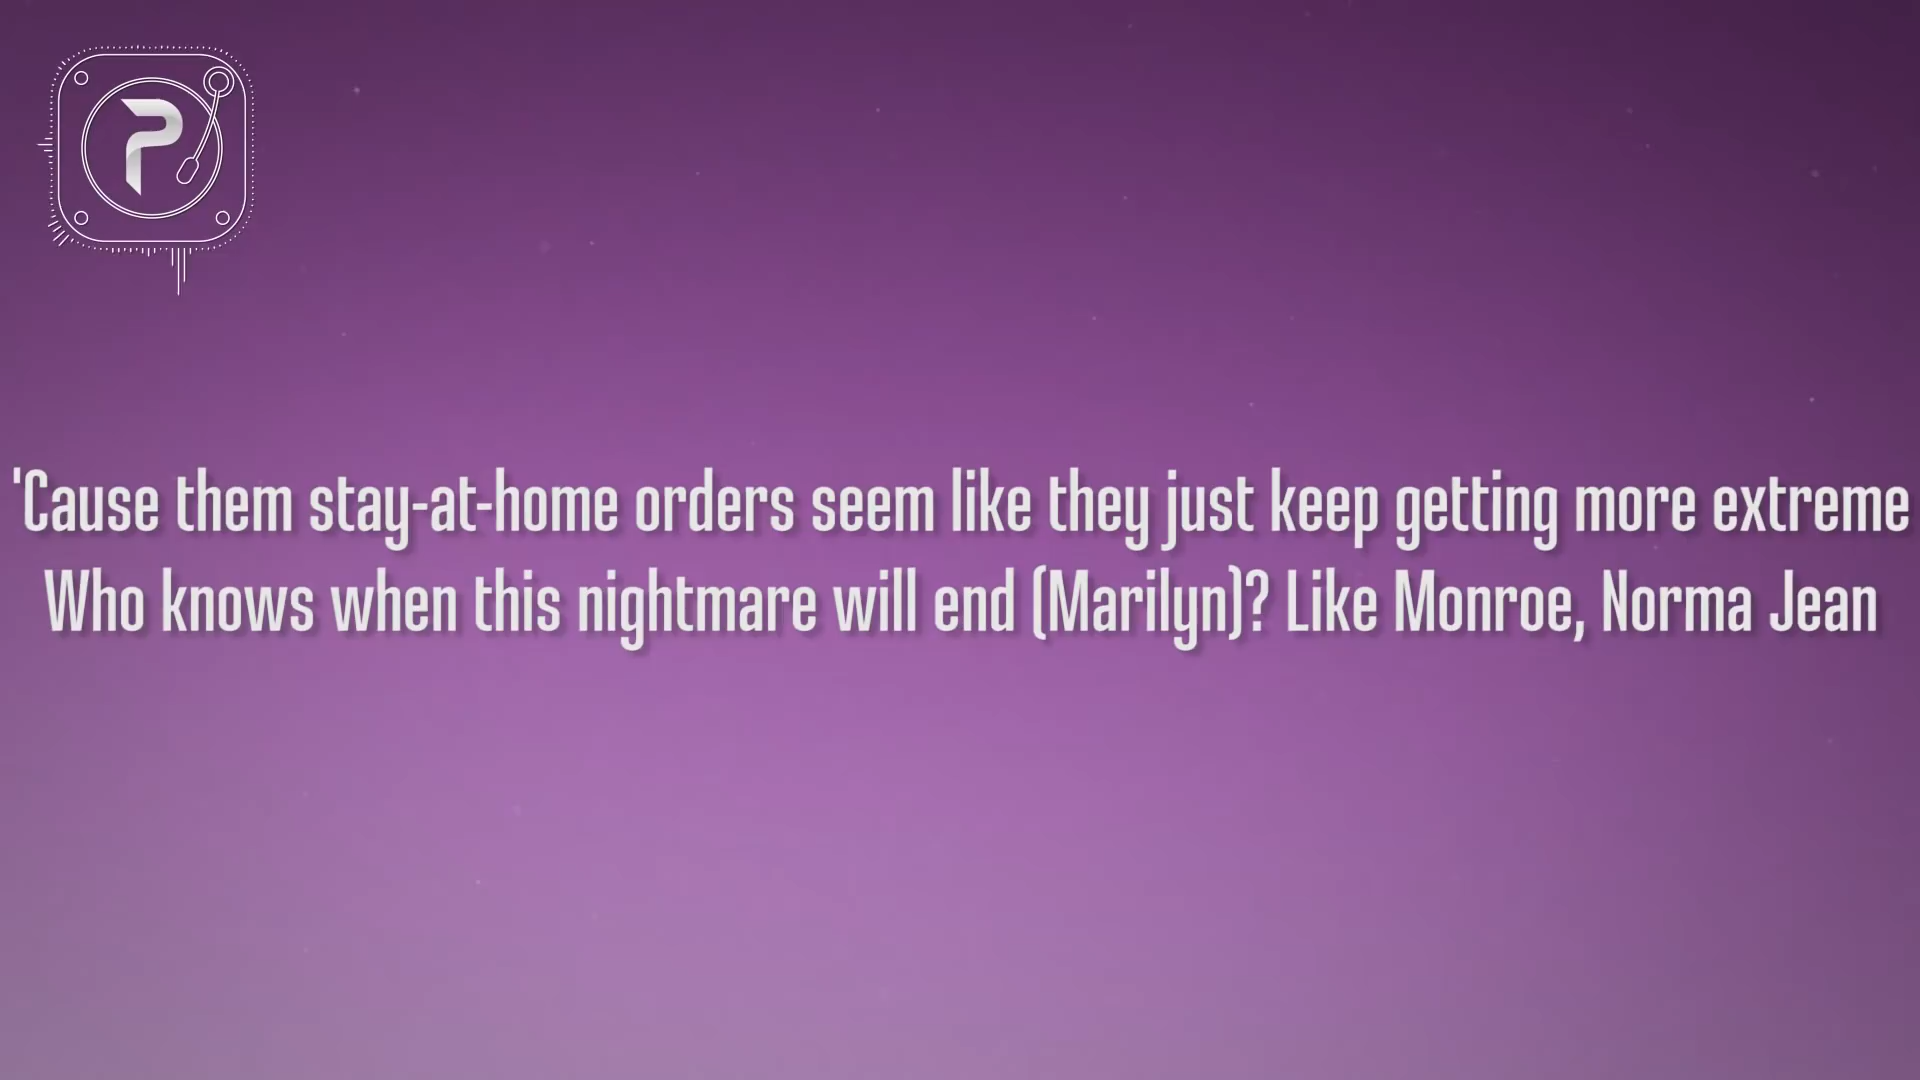 'Cause them stay-at-home orders seem like they just keep getting more extreme
Who knows when this nightmare will end (Marilyn)? Like Monroe, Norma Jean